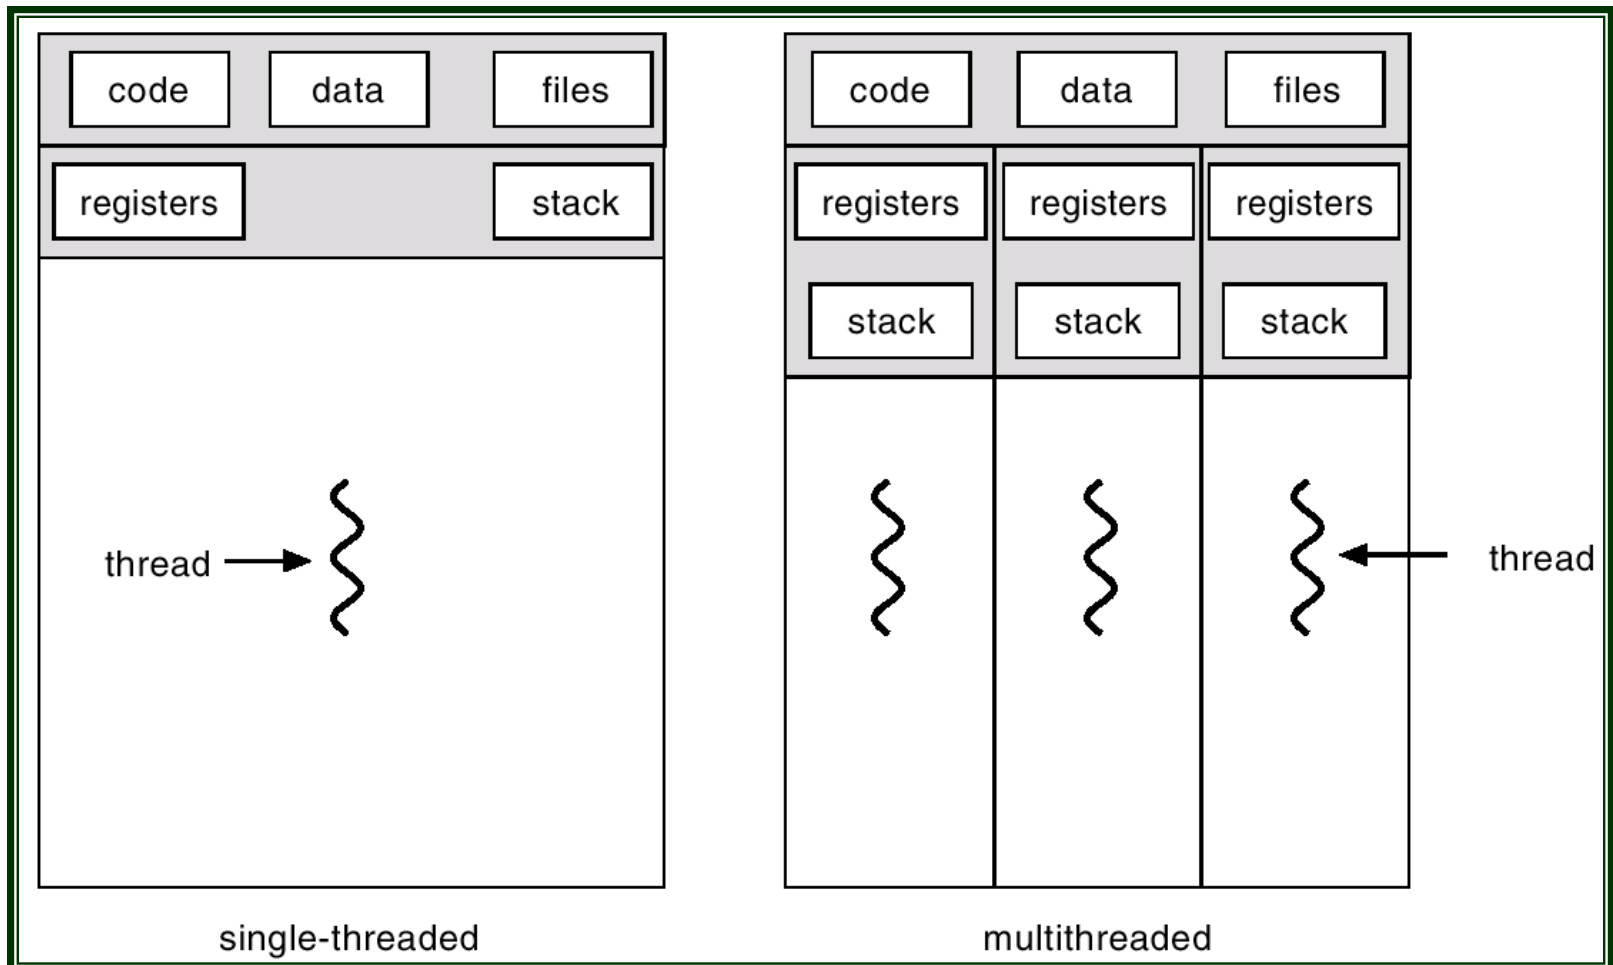 code data files
registers stack
thread
single-threaded
code data files
registers registers registers
stack stack stack
thread
multithreaded